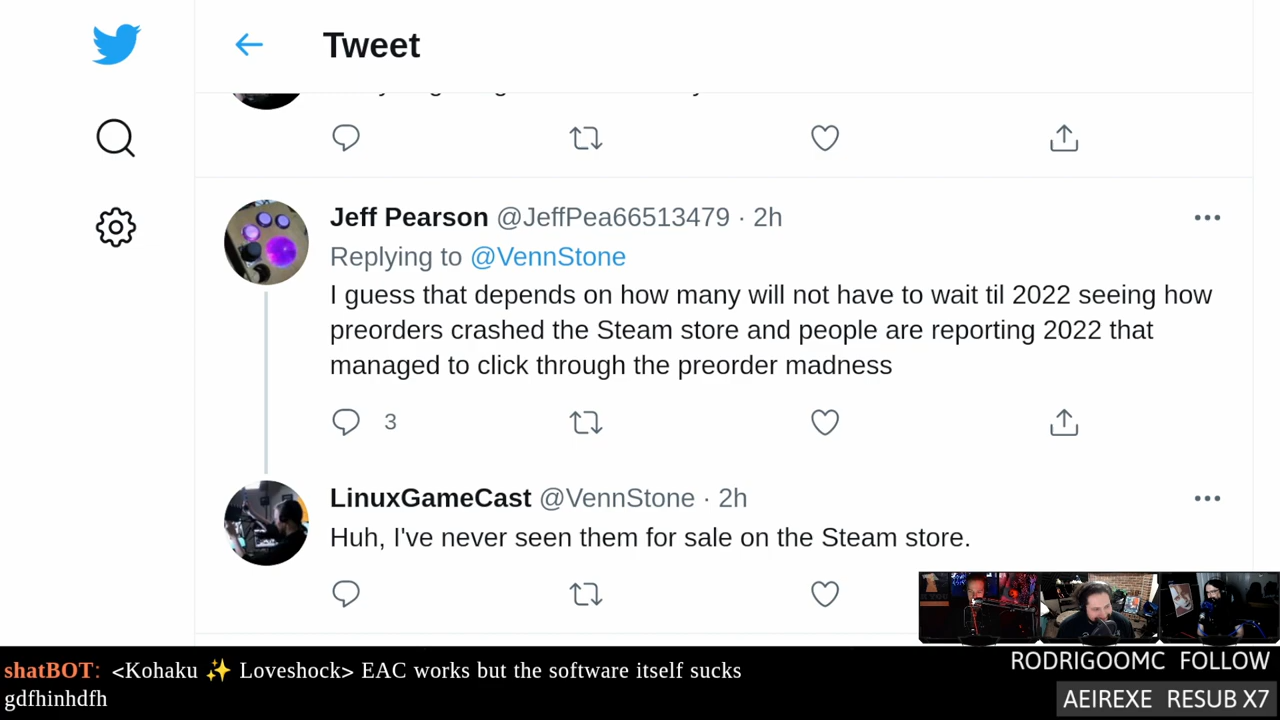 Tweet
Jeff Pearson @JeffPea66513479 · 2h
Replying to @VennStone
I guess that depends on how many will not have to wait til 2022 seeing how
preorders crashed the Steam store and people are reporting 2022 that
managed to click through the preorder madness
3
LinuxGameCast @VennStone · 2h
Huh, I've never seen them for sale on the Steam store.
shatBOT: <Kohaku ✨ Loveshock> EAC works but the software itself sucks
gdfhinhdfh
RODRIGOOMC FOLLOW
AEIREXE RESUB X7